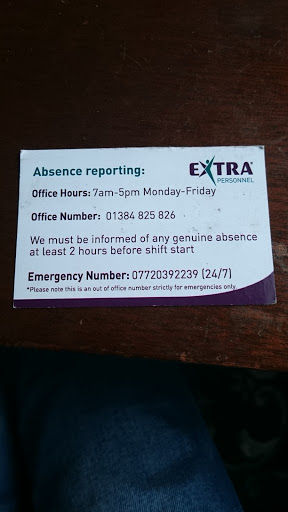 Absence reporting:
EXTRA
PERSONNEL
Office Hours: 7am-5pm Monday-Friday
Office Number: 01384 825 826
We must be informed of any genuine absence
at least 2 hours before shift start
Emergency Number: 07720392239 (24/7)
*Please note this is an out of office number strictly for emergencies only.